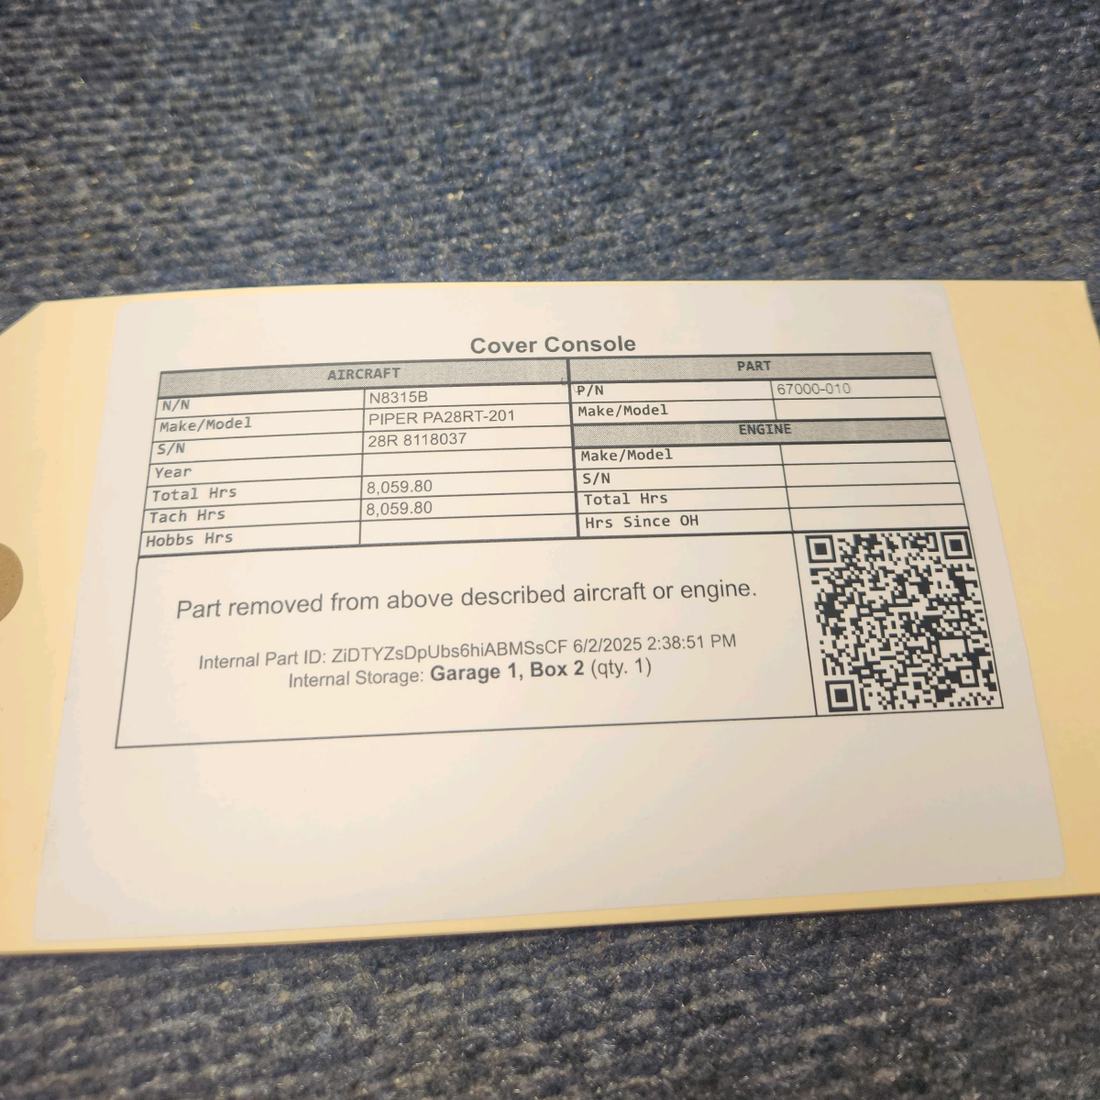 Cover Console
AIRCRAFT
N/N N8315B
Make/Model PIPER PA28RT-201
S/N 28R 8118037
Year
Total Hrs 8,059.80
Tach Hrs 8,059.80
Hobbs Hrs
PART
P/N 67000-010
Make/Model
ENGINE
Make/Model
S/N
Total Hrs
Hrs Since OH
Part removed from above described aircraft or engine.
Internal Part ID: ZiDTYZsDpUbs6hiABMSsCF 6/2/2025 2:38:51 PM
Internal Storage: Garage 1, Box 2 (qty. 1)